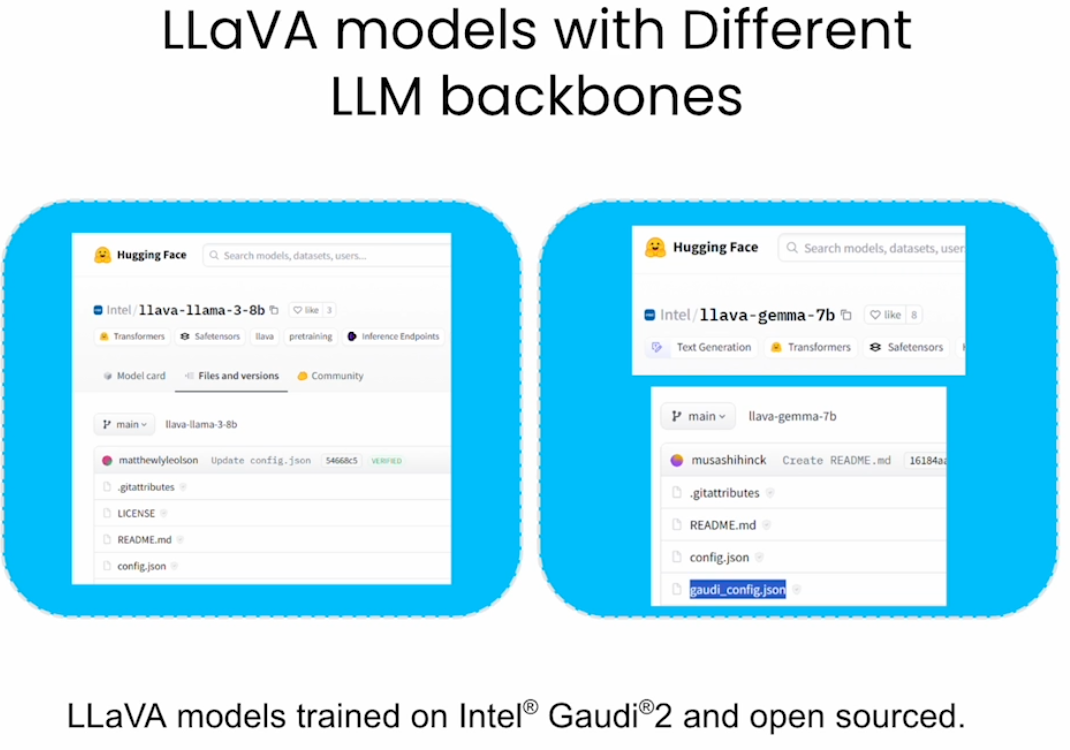 LLaVA models with Different
LLM backbones
Hugging Face
Search models, datasets, users...
Intel/llava-llama-3-8b
like 3
Transformers Safetensors llava pretraining Inference Endpoints
Model card Files and versions Community
main llava-llama-3-8b
matthewlyleolson Update config.json 54668c5 VERIFIED
.gitattributes
LICENSE
README.md
config.json
Hugging Face
Search models, datasets, user
Intel/llava-gemma-7b
like 8
Text Generation Transformers Safetensors
main llava-gemma-7b
musashihinck Create README.md 16184a
.gitattributes
README.md
config.json
gaudi_config.json
LLaVA models trained on Intel® Gaudi®2 and open sourced.